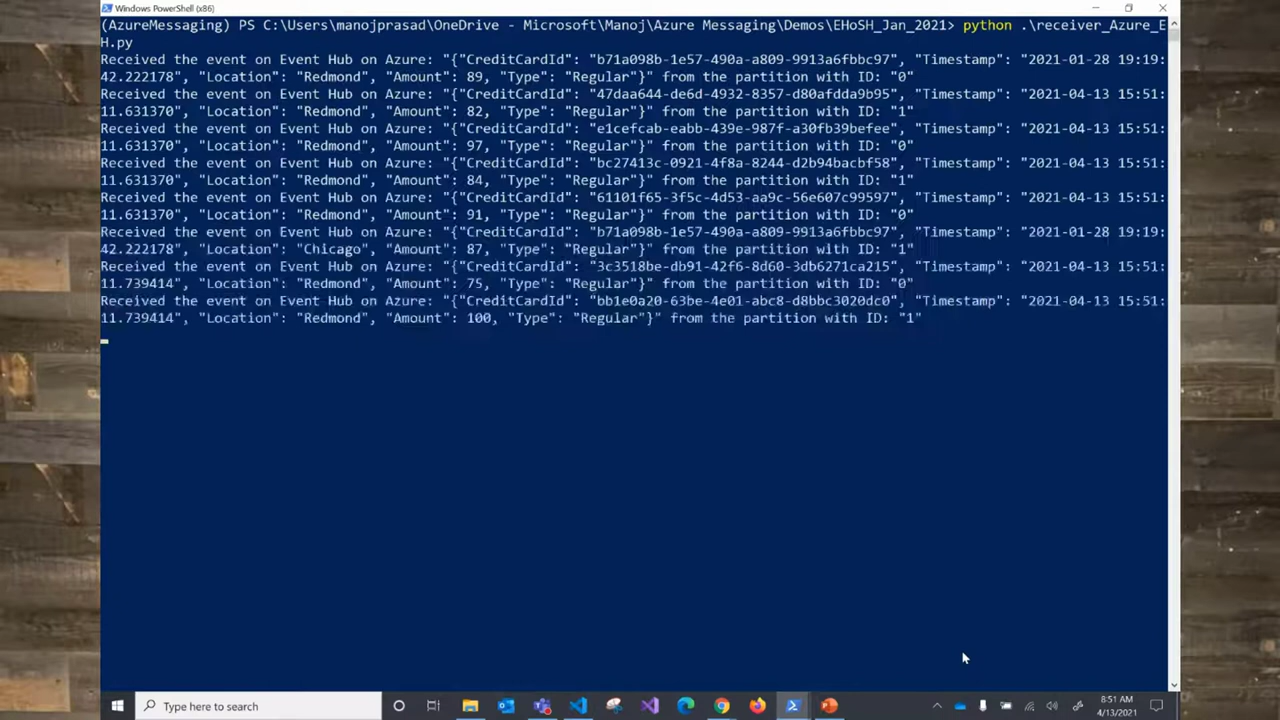 Windows PowerShell (x86)
(AzureMessaging) PS C:\Users\manojprasad\OneDrive - Microsoft\Manoj\Azure Messaging\Demos\EHoSH_Jan_2021> python .\receiver_Azure_E
H.py
Received the event on Event Hub on Azure: "{"CreditCardId": "b71a098b-1e57-490a-a809-9913a6fbbc97", "Timestamp": "2021-01-28 19:19:
42.222178", "Location": "Redmond", "Amount": 89, "Type": "Regular"}" from the partition with ID: "0"
Received the event on Event Hub on Azure: "{"CreditCardId": "47daa644-de6d-4932-8357-d80afdda9b95", "Timestamp": "2021-04-13 15:51:
11.631370", "Location": "Redmond", "Amount": 82, "Type": "Regular"}" from the partition with ID: "1"
Received the event on Event Hub on Azure: "{"CreditCardId": "e1cefcab-eabb-439e-987f-a30fb39befee", "Timestamp": "2021-04-13 15:51:
11.631370", "Location": "Redmond", "Amount": 97, "Type": "Regular"}" from the partition with ID: "0"
Received the event on Event Hub on Azure: "{"CreditCardId": "bc27413c-0921-4f8a-8244-d2b94bacbf58", "Timestamp": "2021-04-13 15:51:
11.631370", "Location": "Redmond", "Amount": 84, "Type": "Regular"}" from the partition with ID: "1"
Received the event on Event Hub on Azure: "{"CreditCardId": "61101f65-3f5c-4d53-aa9c-56e607c99597", "Timestamp": "2021-04-13 15:51:
11.631370", "Location": "Redmond", "Amount": 91, "Type": "Regular"}" from the partition with ID: "0"
Received the event on Event Hub on Azure: "{"CreditCardId": "b71a098b-1e57-490a-a809-9913a6fbbc97", "Timestamp": "2021-01-28 19:19:
42.222178", "Location": "Chicago", "Amount": 87, "Type": "Regular"}" from the partition with ID: "1"
Received the event on Event Hub on Azure: "{"CreditCardId": "3c3518be-db91-42f6-8d60-3db6271ca215", "Timestamp": "2021-04-13 15:51:
11.739414", "Location": "Redmond", "Amount": 75, "Type": "Regular"}" from the partition with ID: "0"
Received the event on Event Hub on Azure: "{"CreditCardId": "bb1e0a20-63be-4e01-abc8-d8bbc3020dc0", "Timestamp": "2021-04-13 15:51:
11.739414", "Location": "Redmond", "Amount": 100, "Type": "Regular"}" from the partition with ID: "1"
Type here to search
8:51 AM
4/13/2021